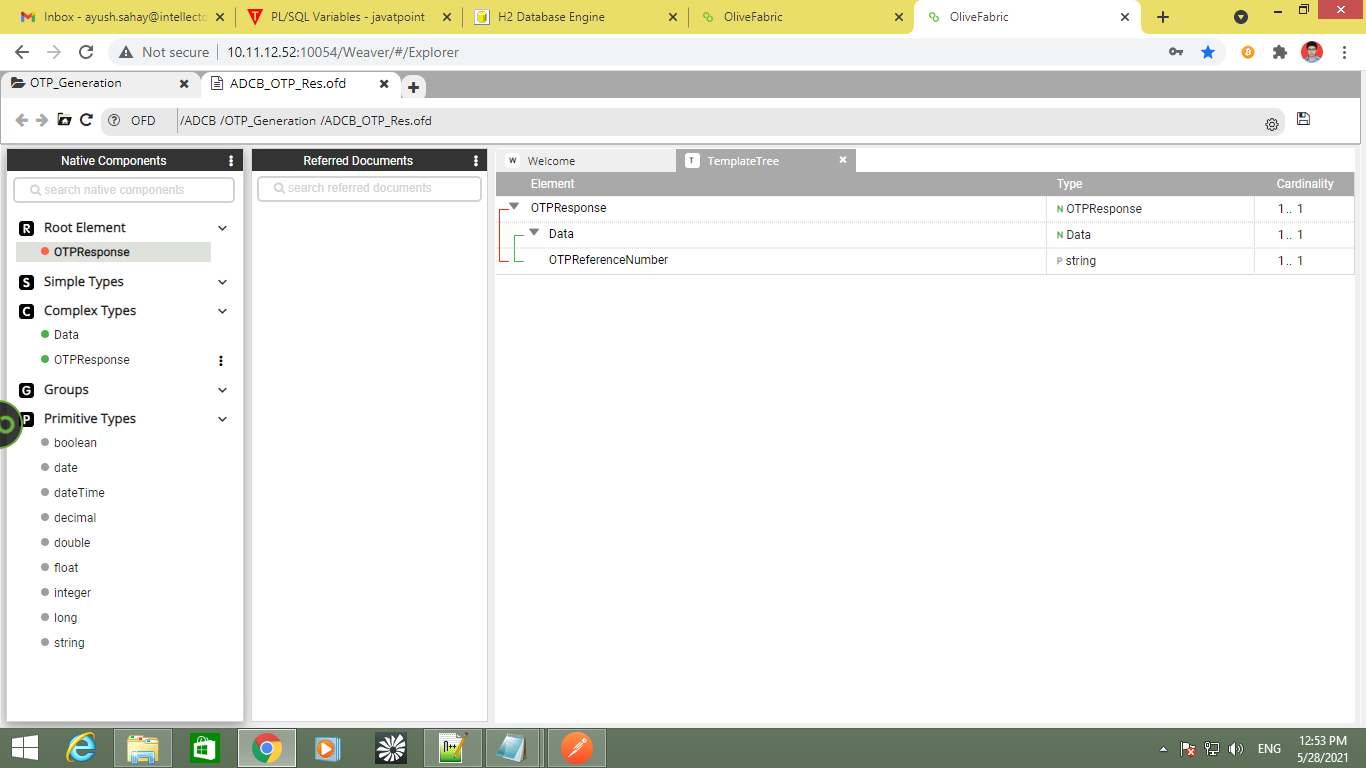 Inbox - ayush.sahay@intellect
PL/SQL Variables - javatpoint
H2 Database Engine
OliveFabric
OliveFabric
Not secure
10.11.12.52:10054/Weaver/#/Explorer
OTP_Generation
ADCB_OTP_Res.ofd
OFD
/ADCB /OTP_Generation /ADCB_OTP_Res.ofd
Native Components
Referred Documents
W Welcome
T TemplateTree
search native components
search referred documents
Element Type Cardinality
OTPResponse N OTPResponse 1.. 1
Data N Data 1.. 1
OTPReferenceNumber P string 1.. 1
R Root Element
OTPResponse
S Simple Types
C Complex Types
Data
OTPResponse
G Groups
P Primitive Types
boolean
date
dateTime
decimal
double
float
integer
long
string
ENG
12:53 PM
5/28/2021